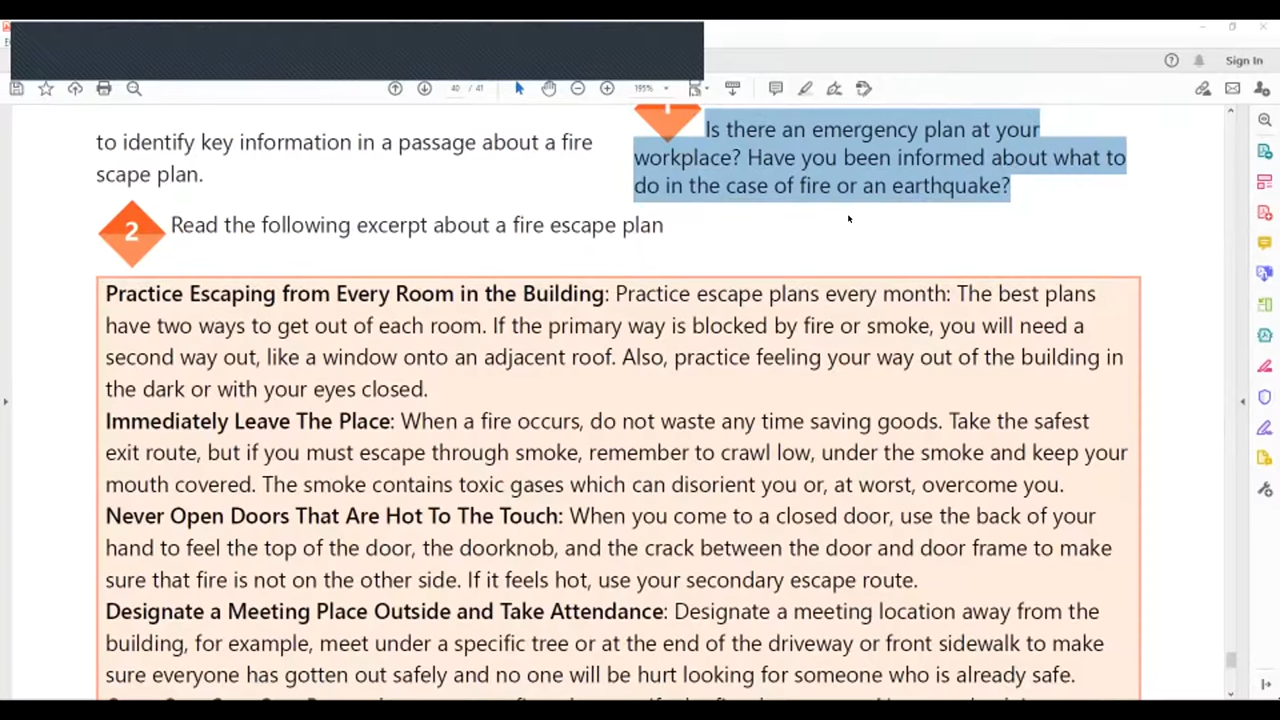 Sign In
40 / 41
195%
to identify key information in a passage about a fire
scape plan.
1
Is there an emergency plan at your
workplace? Have you been informed about what to
do in the case of fire or an earthquake?
2
Read the following excerpt about a fire escape plan
Practice Escaping from Every Room in the Building: Practice escape plans every month: The best plans
have two ways to get out of each room. If the primary way is blocked by fire or smoke, you will need a
second way out, like a window onto an adjacent roof. Also, practice feeling your way out of the building in
the dark or with your eyes closed.
Immediately Leave The Place: When a fire occurs, do not waste any time saving goods. Take the safest
exit route, but if you must escape through smoke, remember to crawl low, under the smoke and keep your
mouth covered. The smoke contains toxic gases which can disorient you or, at worst, overcome you.
Never Open Doors That Are Hot To The Touch: When you come to a closed door, use the back of your
hand to feel the top of the door, the doorknob, and the crack between the door and door frame to make
sure that fire is not on the other side. If it feels hot, use your secondary escape route.
Designate a Meeting Place Outside and Take Attendance: Designate a meeting location away from the
building, for example, meet under a specific tree or at the end of the driveway or front sidewalk to make
sure everyone has gotten out safely and no one will be hurt looking for someone who is already safe.